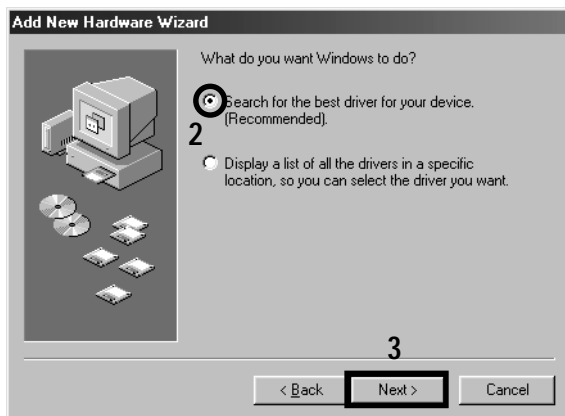 Add New Hardware Wizard
What do you want Windows to do?
Search for the best driver for your device.
(Recommended).
2
Display a list of all the drivers in a specific
location, so you can select the driver you want.
3
< Back
Next >
Cancel